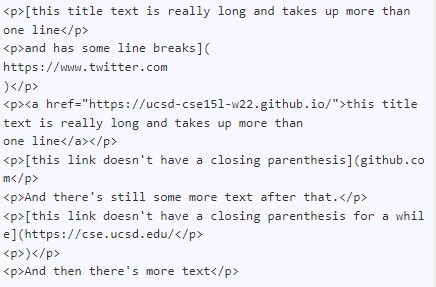 <p>[this title text is really long and takes up more than
one line</p>
<p>and has some line breaks](
https://www.twitter.com
)</p>
<p><a href="https://ucsd-cse15l-w22.github.io/">this title
text is really long and takes up more than
one line</a></p>
<p>[this link doesn't have a closing parenthesis](github.co
m</p>
<p>And there's still some more text after that.</p>
<p>[this link doesn't have a closing parenthesis for a whil
e](https://cse.ucsd.edu/</p>
<p>)</p>
<p>And then there's more text</p>